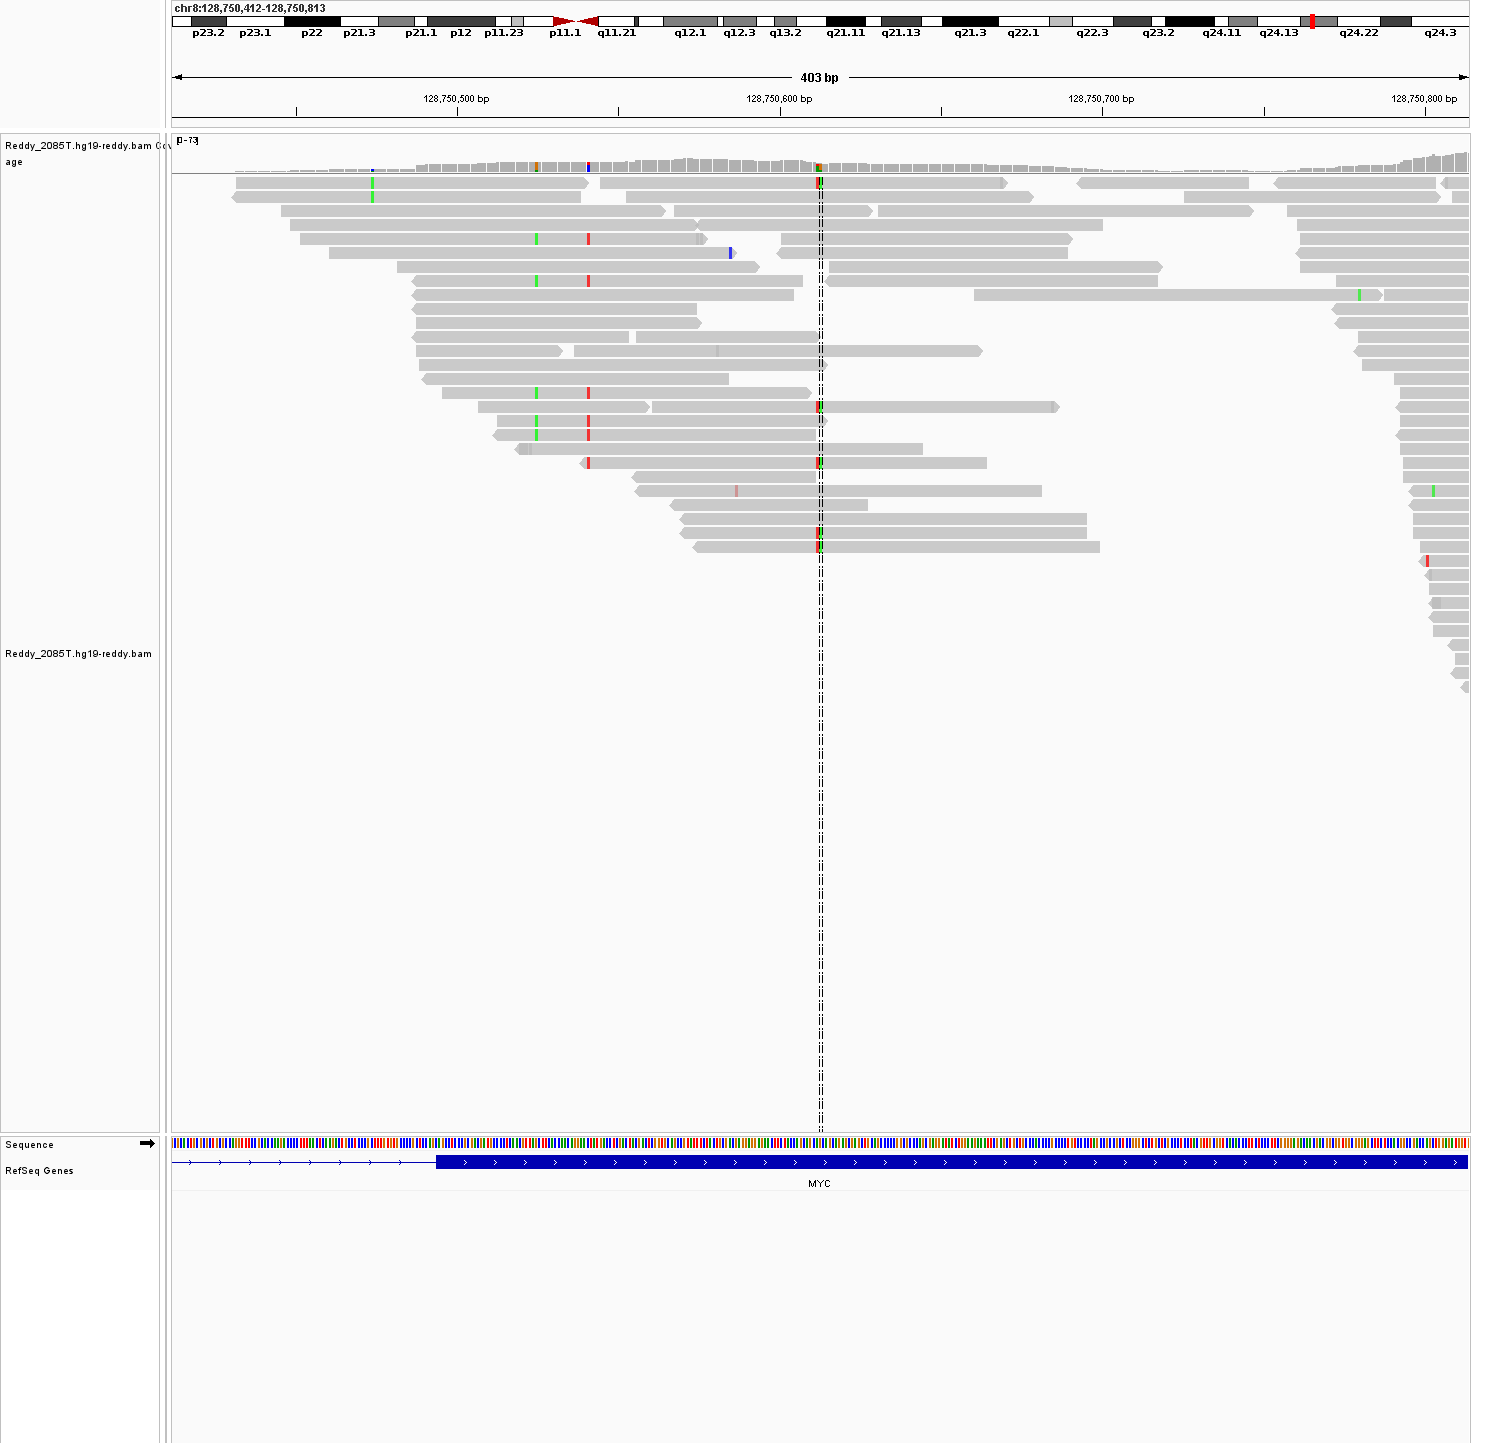 chr8:128,750,412-128,750,813
p23.2 p23.1 p22 p21.3 p21.1 p12 p11.23 p11.1 q11.21 q12.1 q12.3 q13.2 q21.11 q21.13 q21.3 q22.1 q22.3 q23.2 q24.11 q24.13 q24.22 q24.3
403 bp
128,750,500 bp 128,750,600 bp 128,750,700 bp 128,750,800 bp
[0-73]
Reddy_2085T.hg19-reddy.bam Cov
age
Reddy_2085T.hg19-reddy.bam
Sequence
RefSeq Genes
MYC